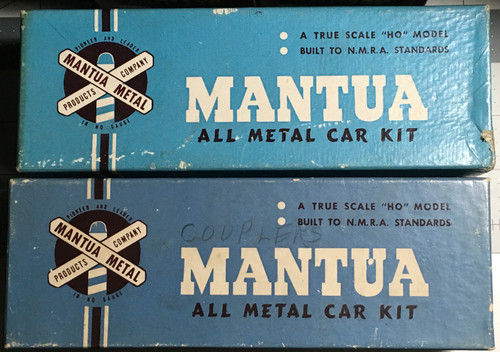 PIONEER AND LEADER
MANTUA METAL
PRODUCTS COMPANY
IN HO GAUGE
A TRUE SCALE "HO" MODEL
BUILT TO N.M.R.A. STANDARDS
MANTUA
ALL METAL CAR KIT
PIONEER AND LEADER
MANTUA METAL
PRODUCTS COMPANY
IN HO GAUGE
A TRUE SCALE "HO" MODEL
BUILT TO N.M.R.A. STANDARDS
COUPLERS
MANTUA
ALL METAL CAR KIT